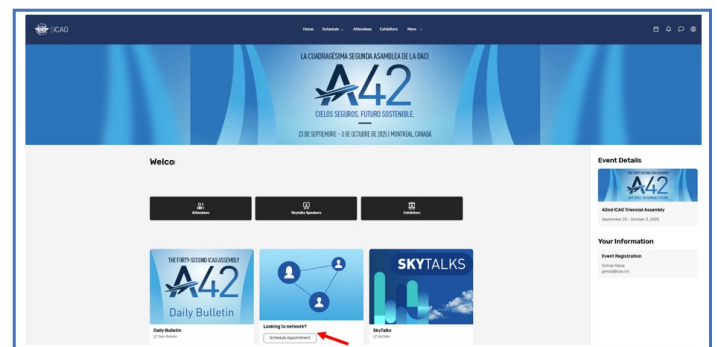 ICAO
Home Schedule Attendees Exhibitors More
LA CUADRAGÉSIMA SEGUNDA ASAMBLEA DE LA OACI
A42
CIELOS SEGUROS. FUTURO SOSTENIBLE.
23 DE SEPTIEMBRE – 3 DE OCTUBRE DE 2025 | MONTREAL, CANADÁ
Welco
Attendees
Skytalks Speakers
Exhibitors
THE FORTY-SECOND ICAO ASSEMBLY
A42
Daily Bulletin
Daily Bulletin
Daily Bulletin
Looking to network?
Schedule Appointment
SKYTALKS
SkyTalks
SkyTalks
Event Details
A42
42nd ICAO Triennial Assembly
September 23 - October 3, 2025
Your Information
Event Registration